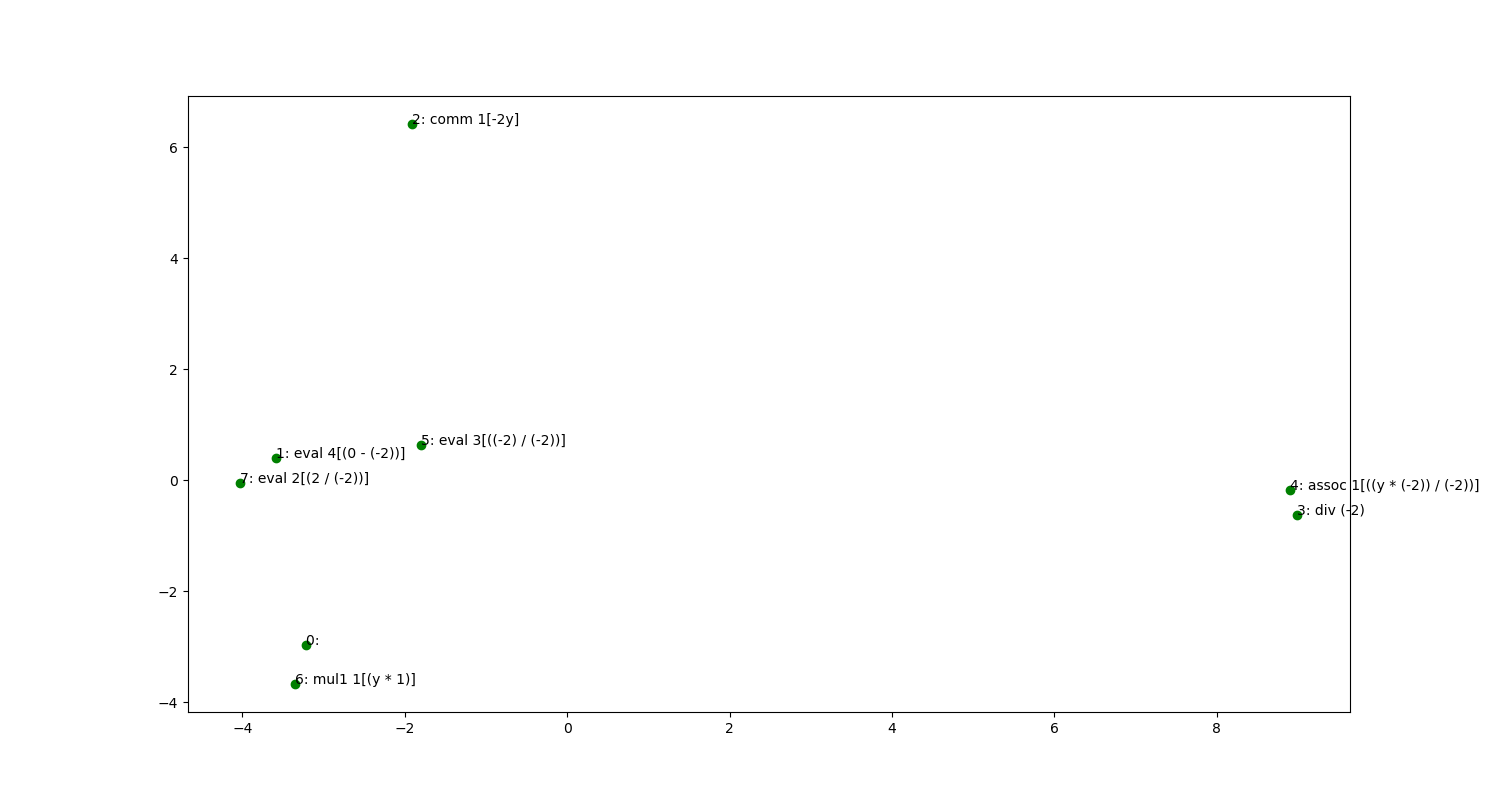 2: comm 1[-2y]
6
4
2
5: eval 3[((-2) / (-2))]
1: eval 4[(0 - (-2))]
7: eval 2[(2 / (-2))]
0
4: assoc 1[((y * (-2)) / (-2))]
3: div (-2)
−2
0:
6: mul1 1[(y * 1)]
−4
−4 −2 0 2 4 6 8